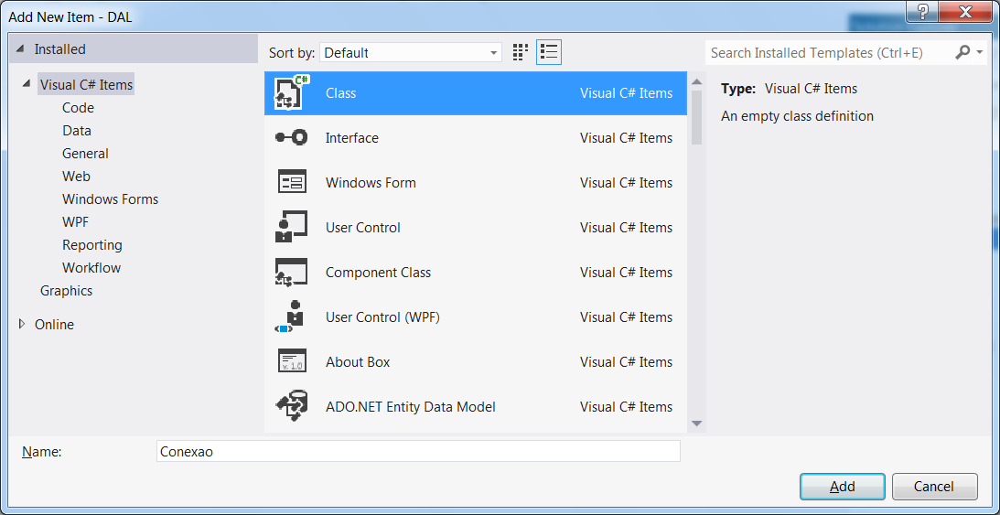 Add New Item - DAL
Installed
Visual C# Items
Code
Data
General
Web
Windows Forms
WPF
Reporting
Workflow
Graphics
Online
Sort by: Default
Class Visual C# Items
Interface Visual C# Items
Windows Form Visual C# Items
User Control Visual C# Items
Component Class Visual C# Items
User Control (WPF) Visual C# Items
About Box Visual C# Items
ADO.NET Entity Data Model Visual C# Items
Search Installed Templates (Ctrl+E)
Type: Visual C# Items
An empty class definition
Name: Conexao
Add Cancel